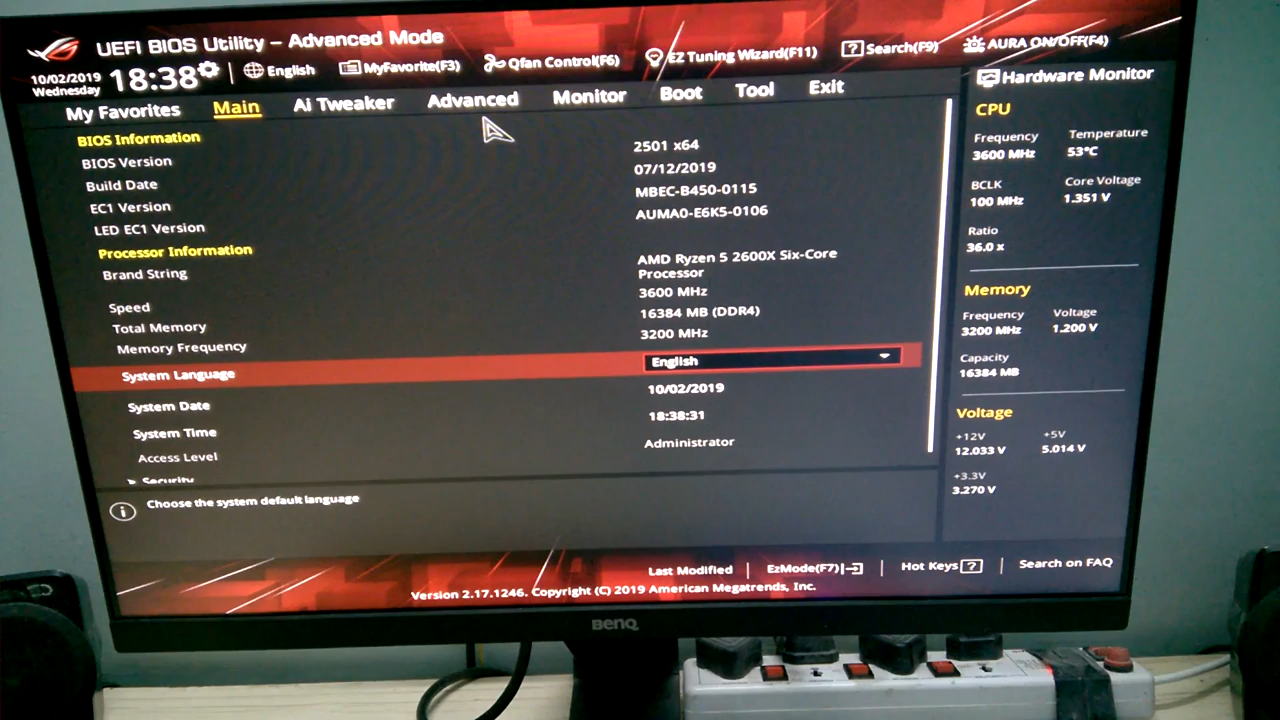 UEFI BIOS Utility – Advanced Mode
10/02/2019
Wednesday
18:38
English
MyFavorite(F3)
Qfan Control(F6)
EZ Tuning Wizard(F11)
Search(F9)
AURA ON/OFF(F4)
My Favorites Main Ai Tweaker Advanced Monitor Boot Tool Exit
BIOS Information
BIOS Version 2501 x64
Build Date 07/12/2019
EC1 Version MBEC-B450-0115
LED EC1 Version AUMA0-E6K5-0106
Processor Information
Brand String AMD Ryzen 5 2600X Six-Core
Processor
Speed 3600 MHz
Total Memory 16384 MB (DDR4)
Memory Frequency 3200 MHz
System Language English
System Date 10/02/2019
System Time 18:38:31
Access Level Administrator
Security
Choose the system default language
Hardware Monitor
CPU
Frequency Temperature
3600 MHz 53°C
BCLK Core Voltage
100 MHz 1.351 V
Ratio
36.0 x
Memory
Frequency Voltage
3200 MHz 1.200 V
Capacity
16384 MB
Voltage
+12V +5V
12.033 V 5.014 V
+3.3V
3.270 V
Last Modified
EzMode(F7)
Hot Keys ?
Search on FAQ
Version 2.17.1246. Copyright (C) 2019 American Megatrends, Inc.
BenQ